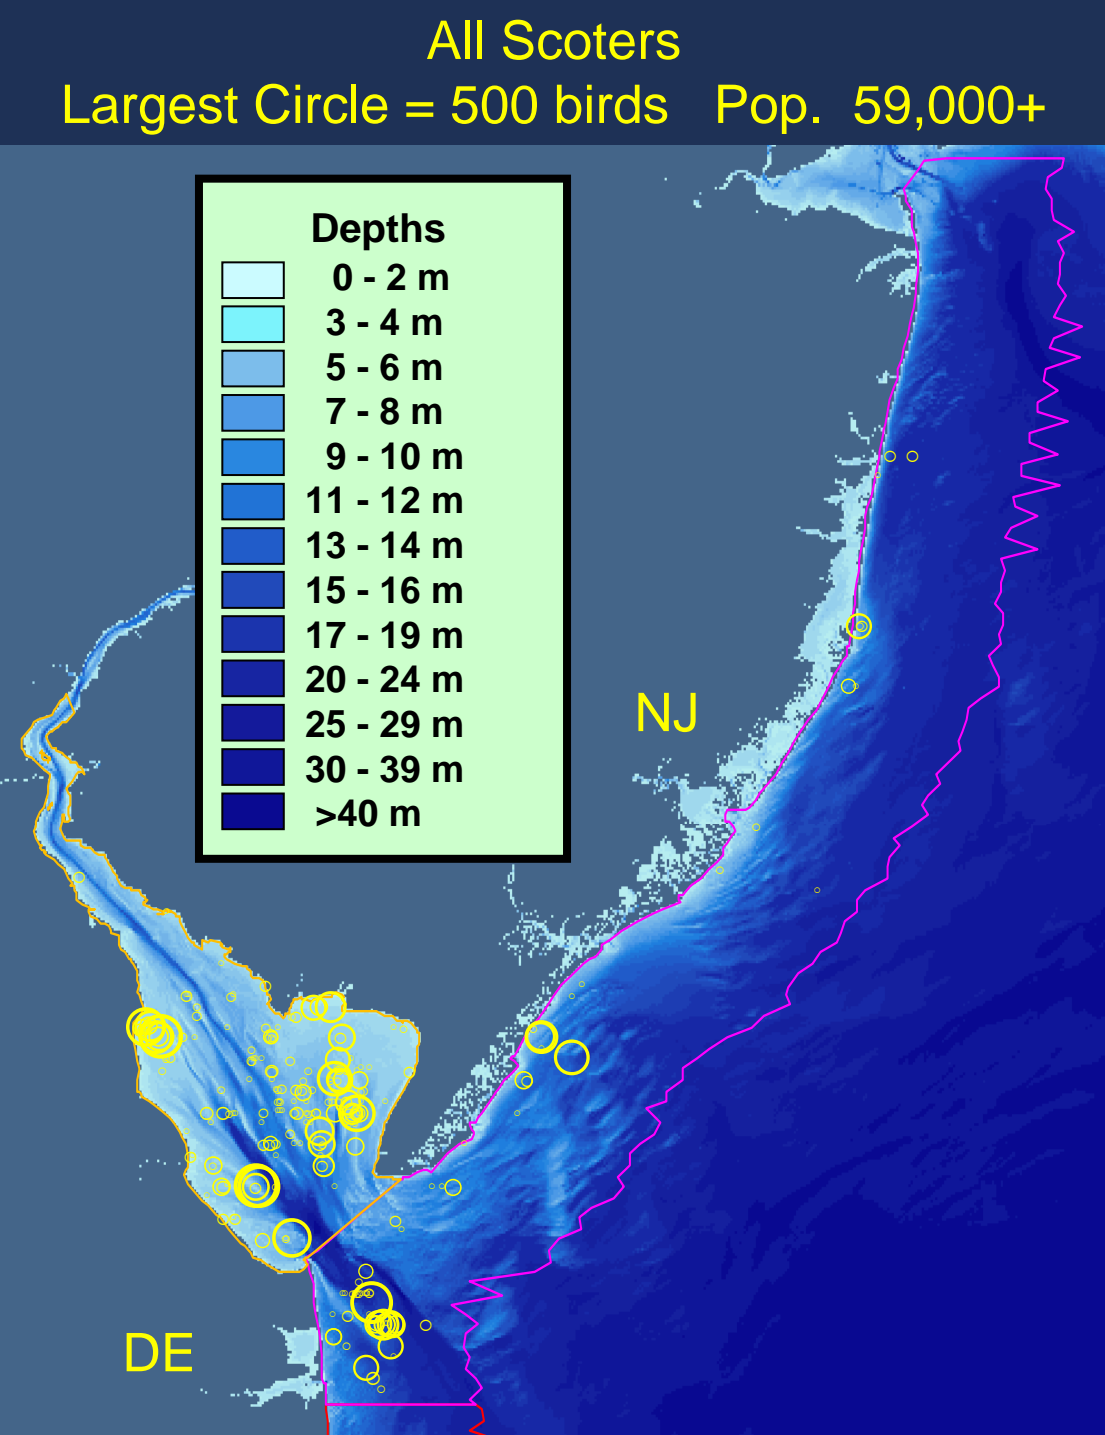 All Scoters
Largest Circle = 500 birds Pop. 59,000+
Depths
0 - 2 m
3 - 4 m
5 - 6 m
7 - 8 m
9 - 10 m
11 - 12 m
13 - 14 m
15 - 16 m
17 - 19 m
20 - 24 m
25 - 29 m
30 - 39 m
>40 m
NJ
DE